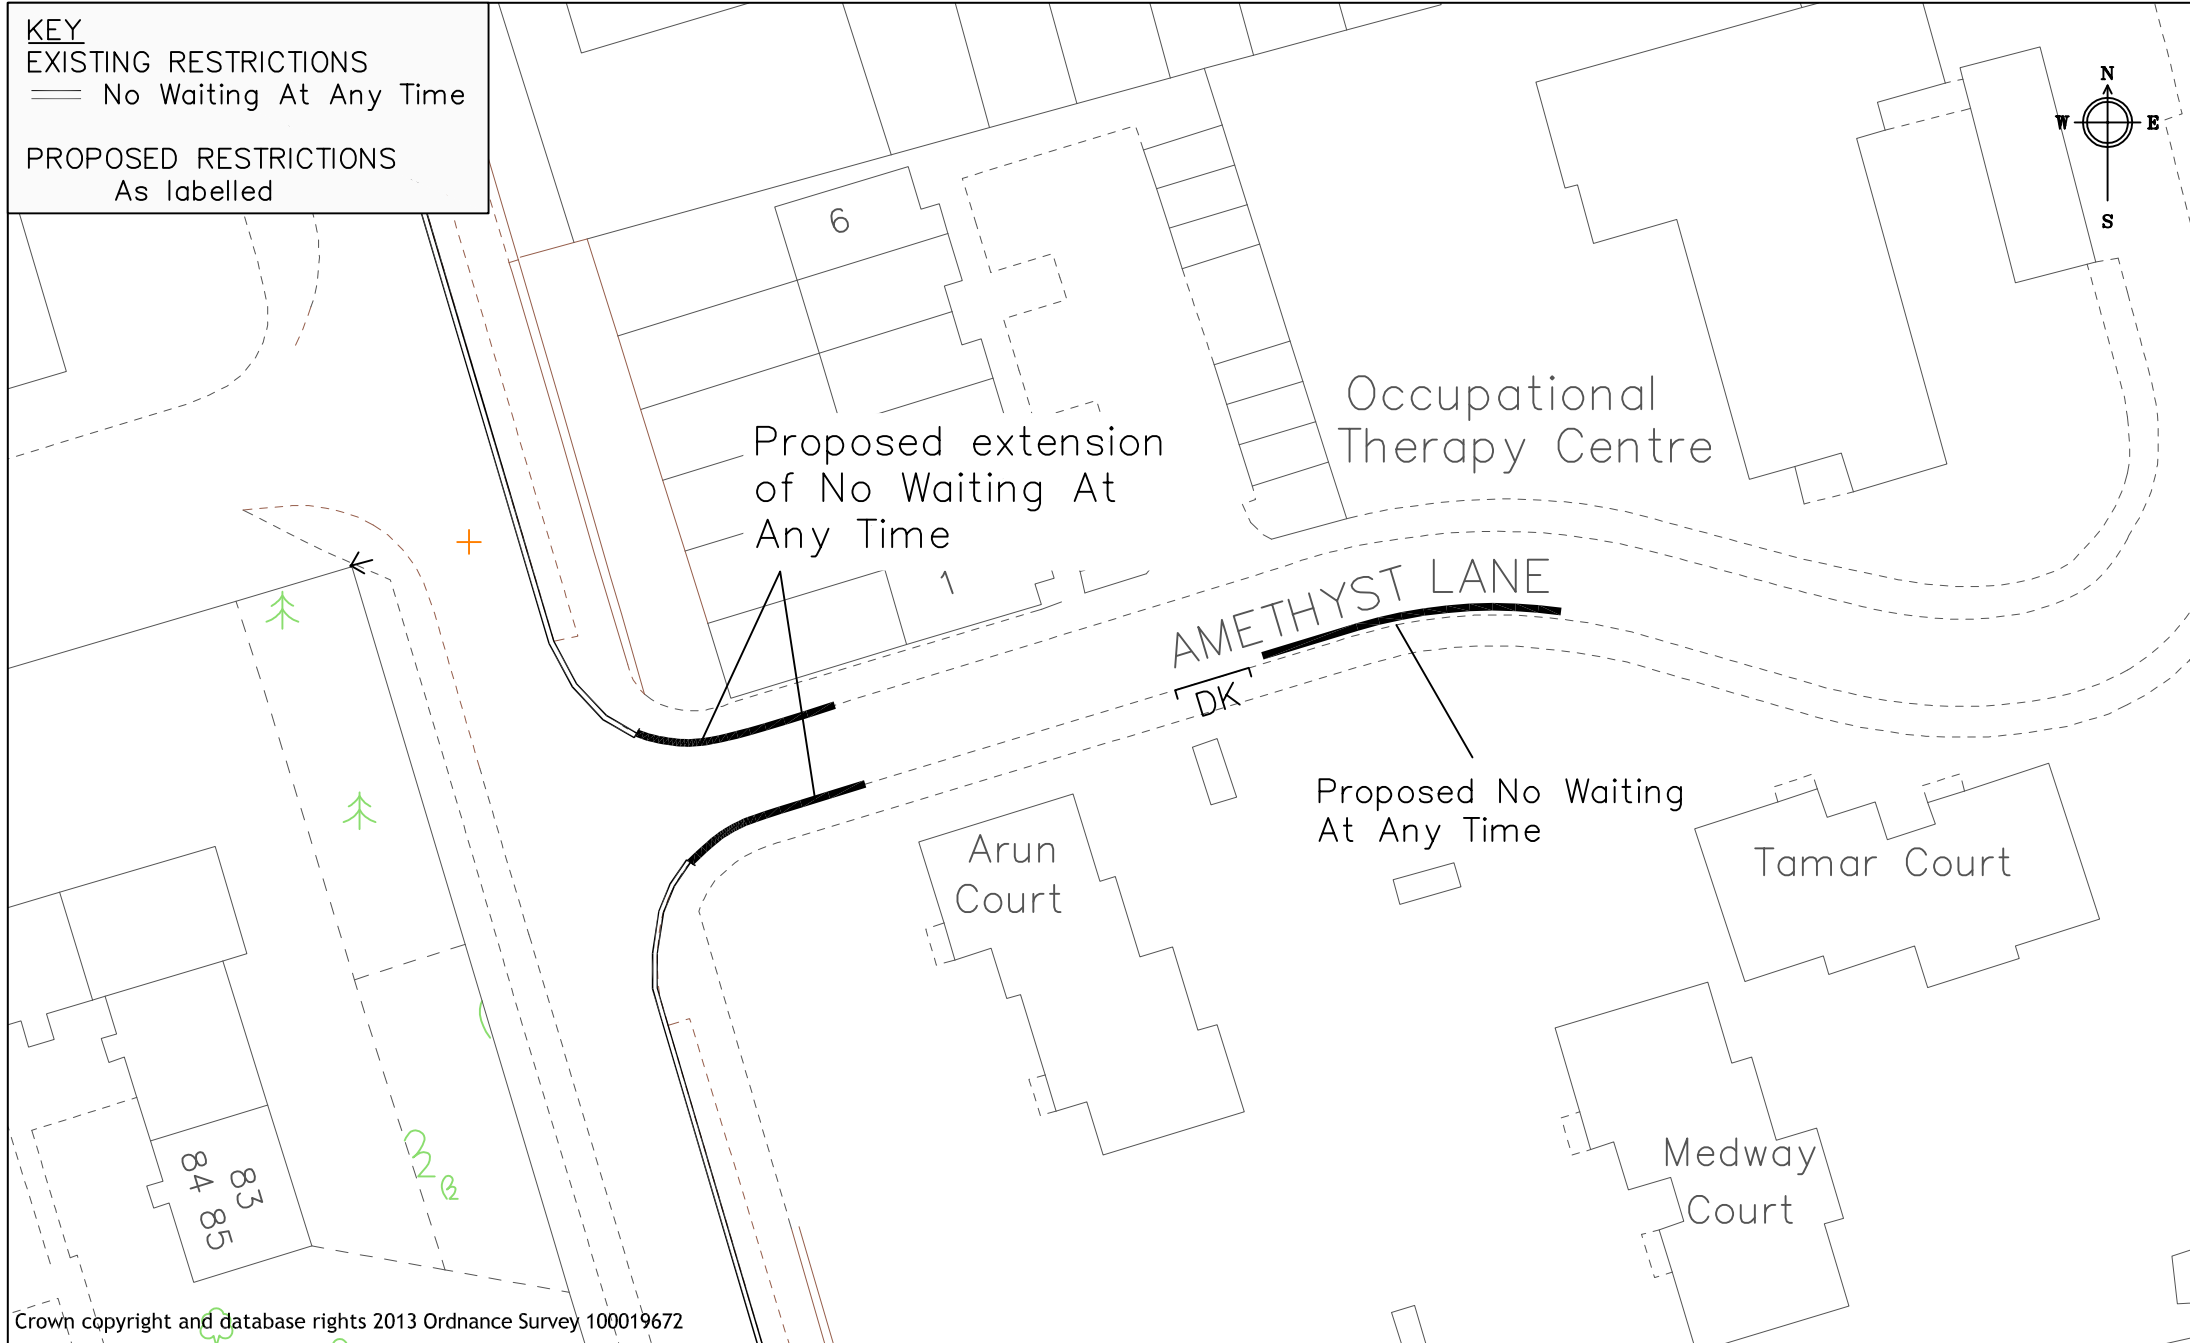 KEY
EXISTING RESTRICTIONS
No Waiting At Any Time
PROPOSED RESTRICTIONS
As labelled
N
W E
S
6
Occupational
Therapy Centre
Proposed extension
of No Waiting At
Any Time
1
AMETHYST LANE
DK
Proposed No Waiting
At Any Time
Arun
Court
Tamar Court
Medway
Court
83
84 85
Crown copyright and database rights 2013 Ordnance Survey 100019672